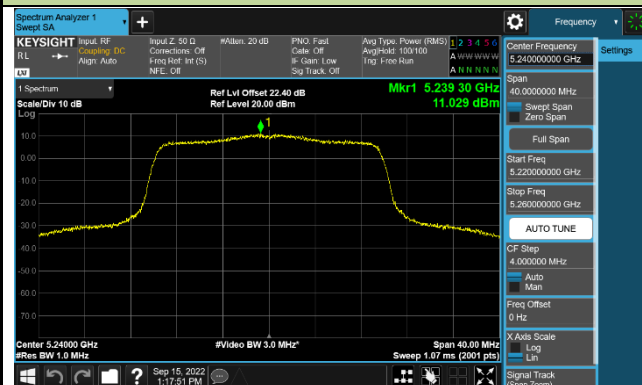 Spectrum Analyzer 1
Swept SA
+
Frequency
KEYSIGHT
RL
LXI
Input: RF
Coupling: DC
Align: Auto
Input Z: 50 Ω
Corrections: Off
Freq Ref: Int (S)
NFE: Off
#Atten: 20 dB
PNO: Fast
Gate: Off
IF Gain: Low
Sig Track: Off
Avg Type: Power (RMS)
Avg|Hold: 100/100
Trig: Free Run
1 2 3 4 5 6
A W W W W W
A N N N N N
1 Spectrum
Scale/Div 10 dB
Log
Ref Lvl Offset 22.40 dB
Ref Level 20.00 dBm
Mkr1 5.239 30 GHz
11.029 dBm
1
10.0
0.00
-10.0
-20.0
-30.0
-40.0
-50.0
-60.0
-70.0
Center 5.24000 GHz
#Res BW 1.0 MHz
#Video BW 3.0 MHz*
Span 40.00 MHz
Sweep 1.07 ms (2001 pts)
Center Frequency
5.240000000 GHz
Settings
Span
40.0000000 MHz
Swept Span
Zero Span
Full Span
Start Freq
5.220000000 GHz
Stop Freq
5.260000000 GHz
AUTO TUNE
CF Step
4.000000 MHz
Auto
Man
Freq Offset
0 Hz
X Axis Scale
Log
Lin
Signal Track
(Span Zoom)
?
Sep 15, 2022
1:17:51 PM